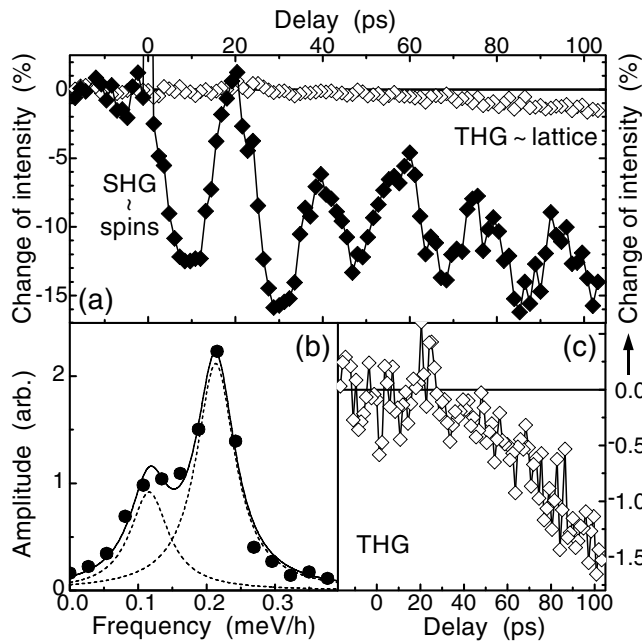 Delay (ps)
0 20 40 60 80 100
Change of intensity (%)
0
-5
-10
-15
SHG
~
spins
THG ~ lattice
(a)
Change of intensity (%)
(b)
Amplitude (arb.)
2
1
0
0.0 0.1 0.2 0.3
Frequency (meV/h)
(c)
0.0
-0.5
-1.0
-1.5
THG
0 20 40 60 80 100
Delay (ps)